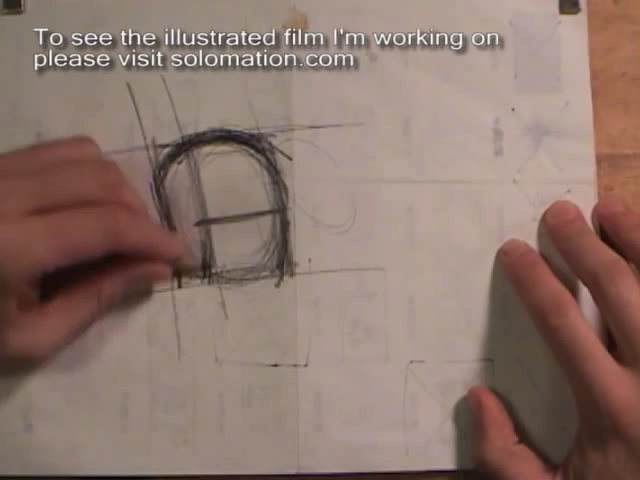 To see the illustrated film I'm working on
please visit solomation.com